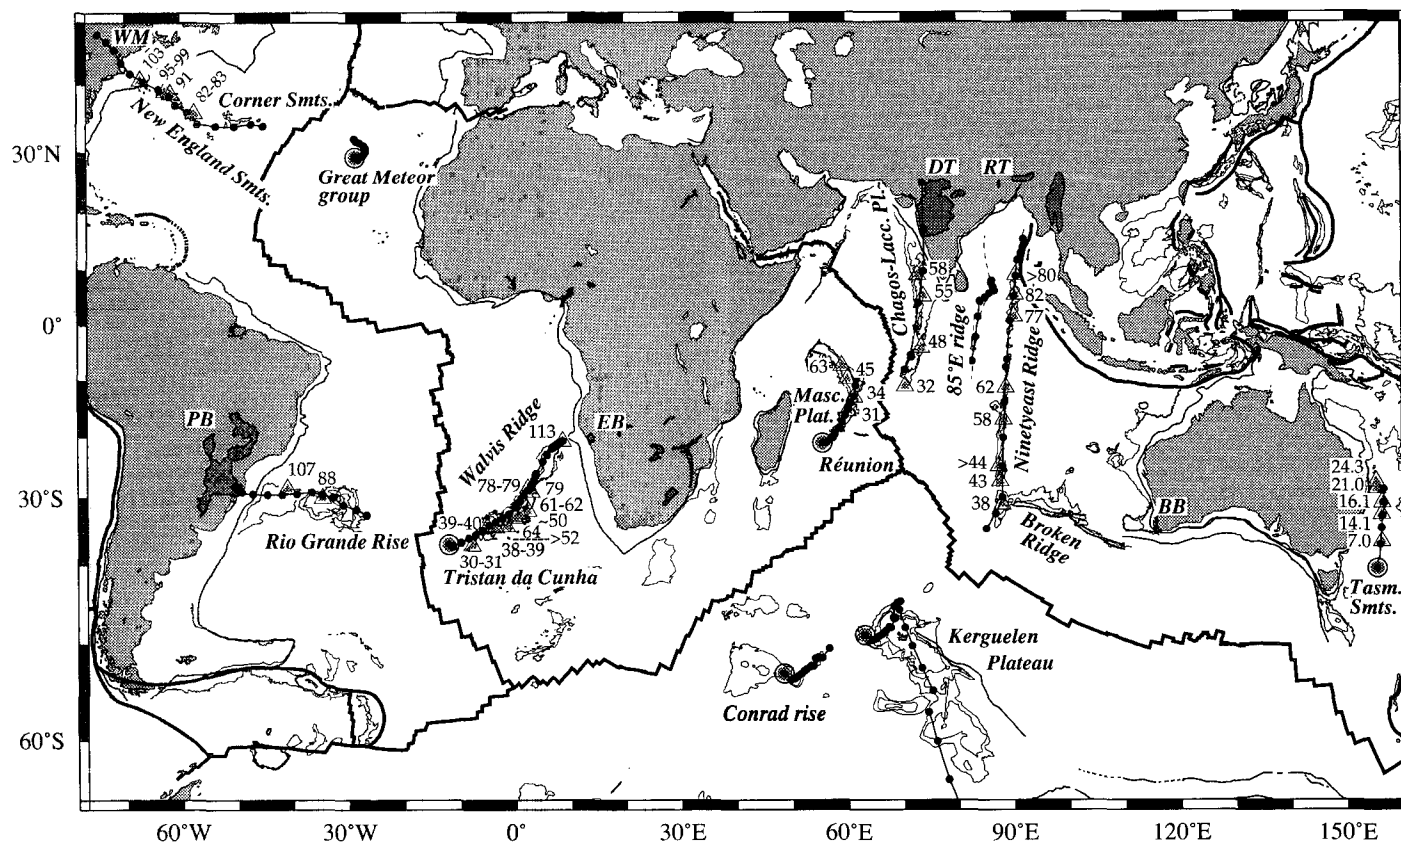 WM
103
95-99
91
82-83
Corner Smts.
New England Smts.
30°N
Great Meteor
group
DT
RT
Chagos-Lacc. Pl.
58
55
48
32
85°E ridge
>80
82
77
62
58
>44
43
38
Ninetyeast Ridge
0°
63
45
34
31
Masc.
Plat.
Réunion
PB
107
88
Rio Grande Rise
Walvis Ridge
113
EB
78-79
79
61-62
~50
39-40
64
>52
38-39
30-31
Tristan da Cunha
30°S
Broken
Ridge
BB
24.3
21.0
16.1
14.1
7.0
Tasm.
Smts.
Kerguelen
Plateau
Conrad rise
60°S
60°W
30°W
0°
30°E
60°E
90°E
120°E
150°E